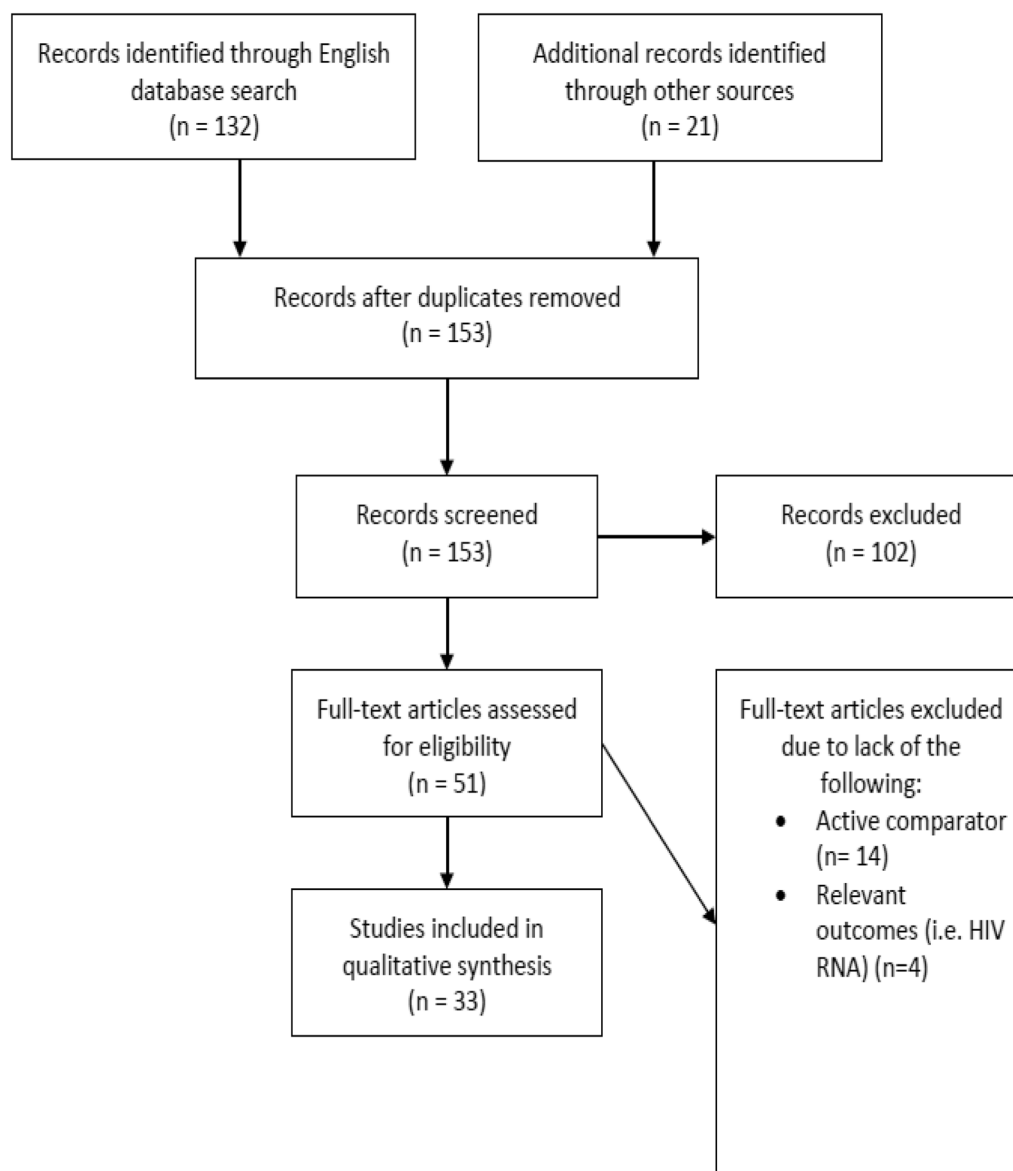 Records identified through English
database search
(n = 132)
Additional records identified
through other sources
(n = 21)
Records after duplicates removed
(n = 153)
Records screened
(n = 153)
Records excluded
(n = 102)
Full-text articles assessed
for eligibility
(n = 51)
Full-text articles excluded
due to lack of the
following:
• Active comparator
(n= 14)
• Relevant
outcomes (i.e. HIV
RNA) (n=4)
Studies included in
qualitative synthesis
(n = 33)